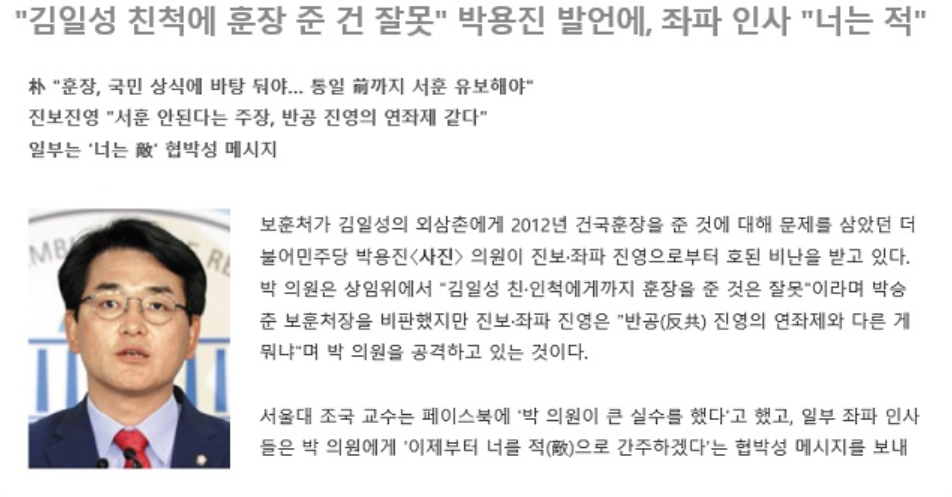 "김일성 친척에 훈장 준 건 잘못" 박용진 발언에, 좌파 인사 "너는 적"
朴 "훈장, 국민 상식에 바탕 둬야... 통일 前까지 서훈 유보해야"
진보진영 "서훈 안된다는 주장, 반공 진영의 연좌제 같다"
일부는 '너는 敵' 협박성 메시지
보훈처가 김일성의 외삼촌에게 2012년 건국훈장을 준 것에 대해 문제를 삼았던 더
불어민주당 박용진<사진> 의원이 진보·좌파 진영으로부터 호된 비난을 받고 있다.
박 의원은 상임위에서 "김일성 친·인척에게까지 훈장을 준 것은 잘못"이라며 박승
춘 보훈처장을 비판했지만 진보·좌파 진영은 "반공(反共) 진영의 연좌제와 다른 게
뭐냐"며 박 의원을 공격하고 있는 것이다.
서울대 조국 교수는 페이스북에 '박 의원이 큰 실수를 했다'고 했고, 일부 좌파 인사
들은 박 의원에게 '이제부터 너를 적(敵)으로 간주하겠다'는 협박성 메시지를 보내